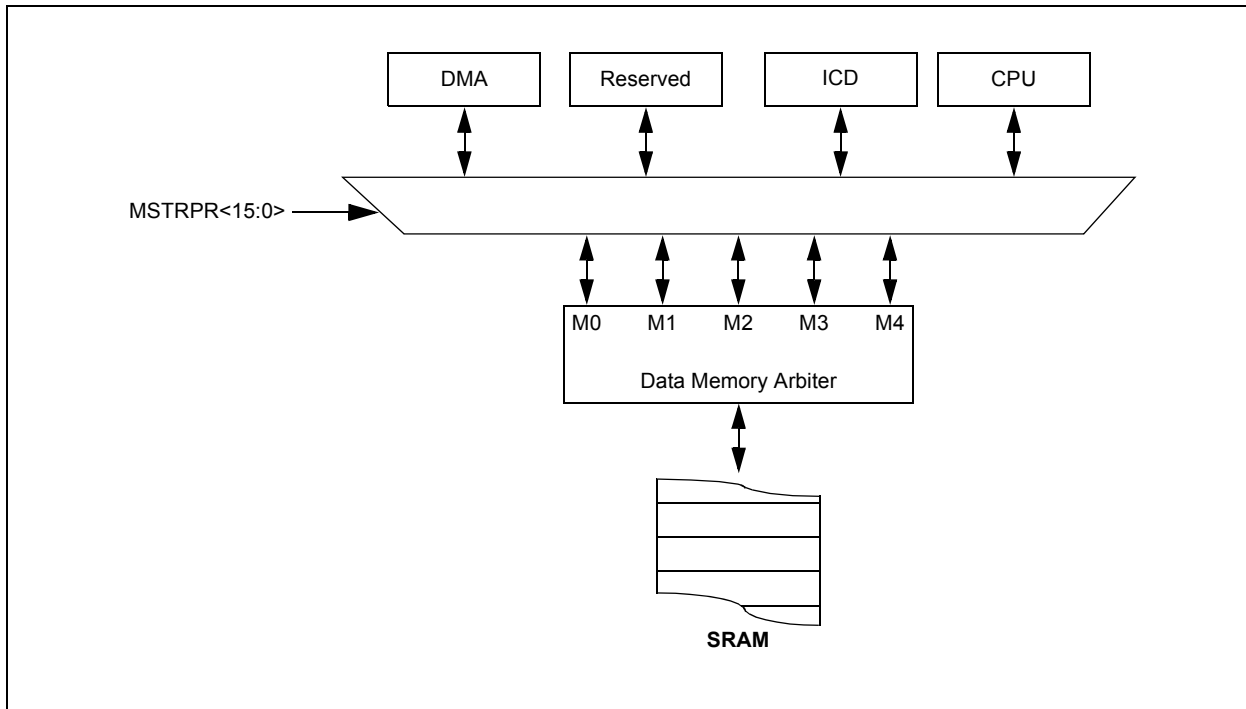 DMA Reserved ICD CPU
MSTRPR<15:0>
M0 M1 M2 M3 M4
Data Memory Arbiter
SRAM